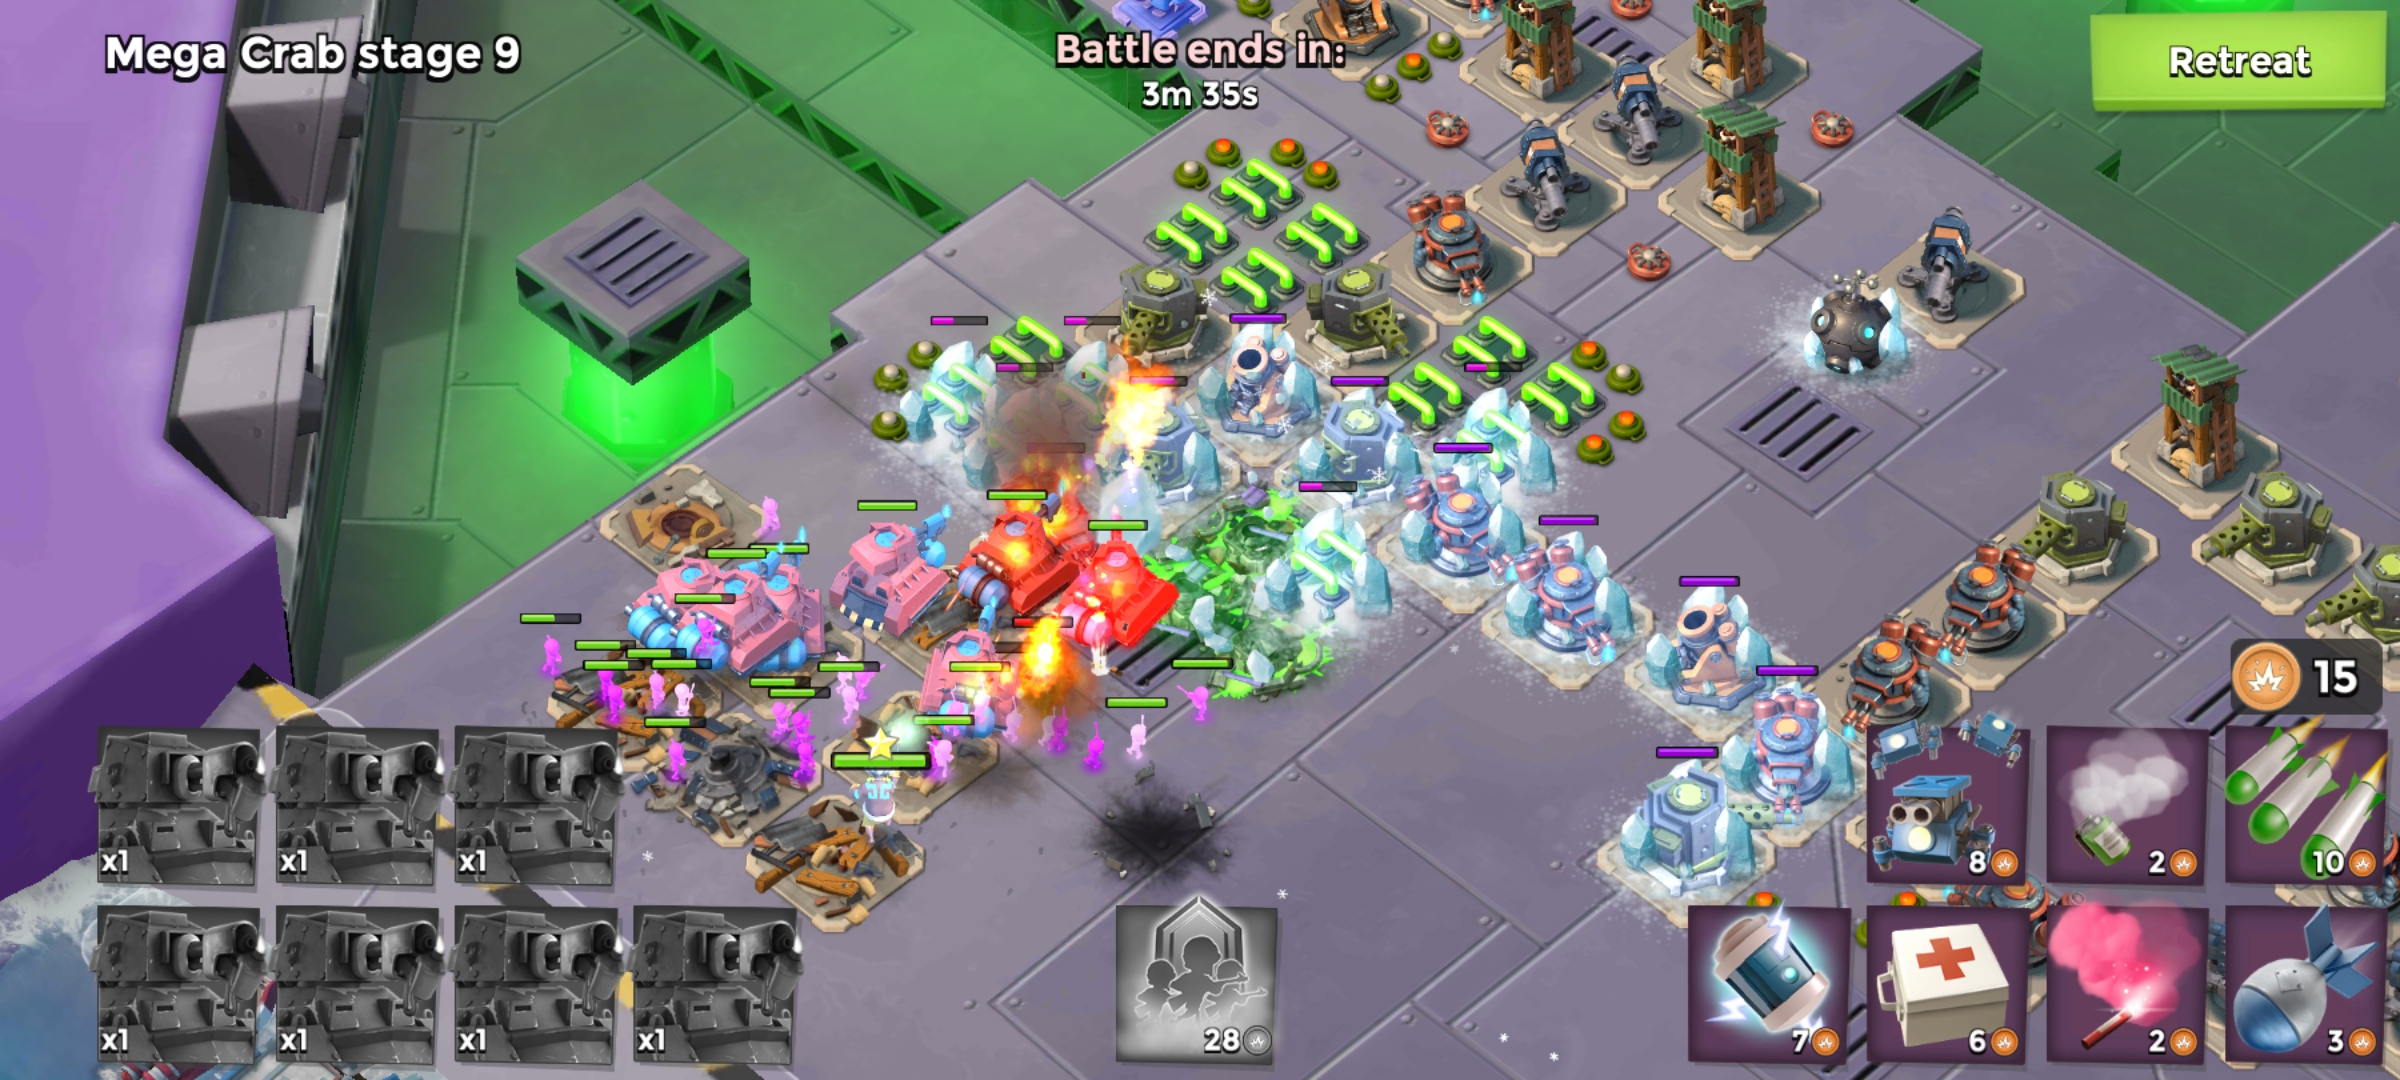 Mega Crab stage 9
Battle ends in:
3m 35s
Retreat
15
x1
x1
x1
8
2
10
x1
x1
x1
x1
28
7
6
2
3